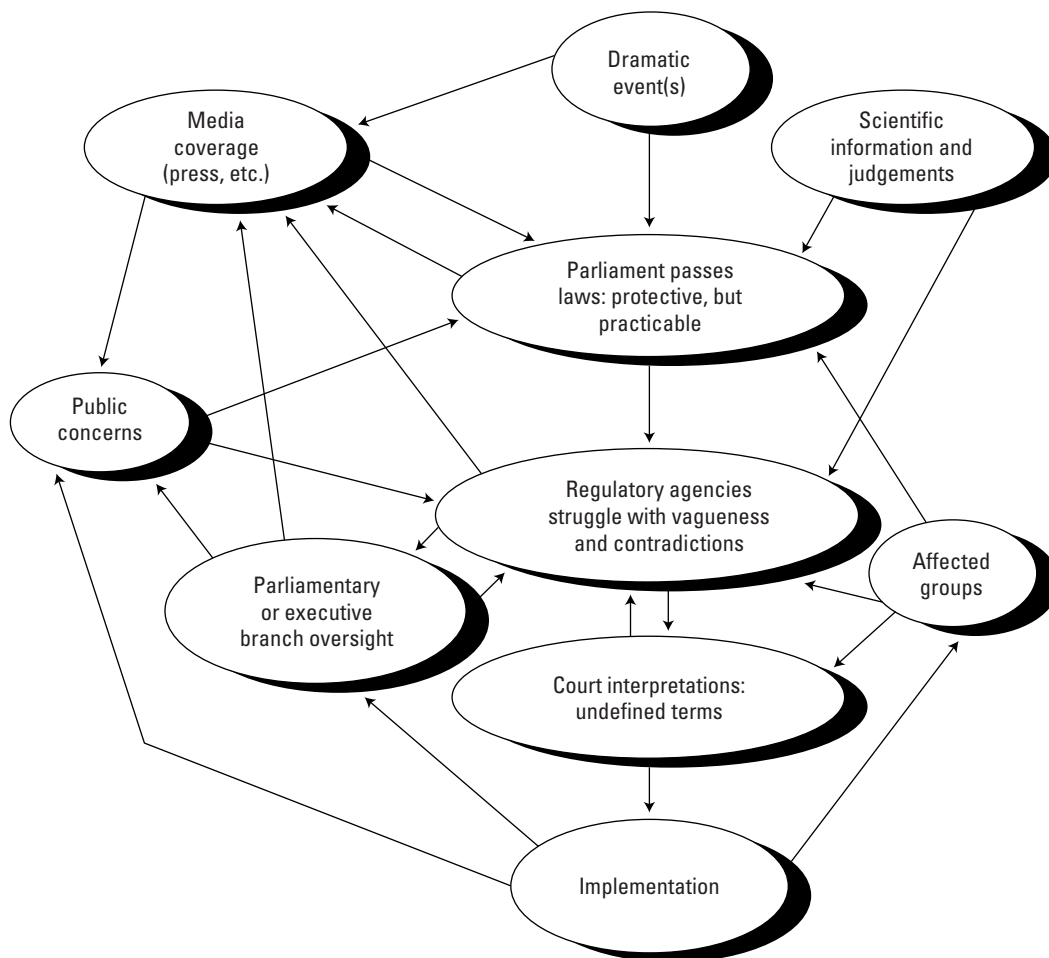 Dramatic
event(s)
Media
coverage
(press, etc.)
Scientific
information and
judgements
Parliament passes
laws: protective, but
practicable
Public
concerns
Regulatory agencies
struggle with vagueness
and contradictions
Affected
groups
Parliamentary
or executive
branch oversight
Court interpretations:
undefined terms
Implementation